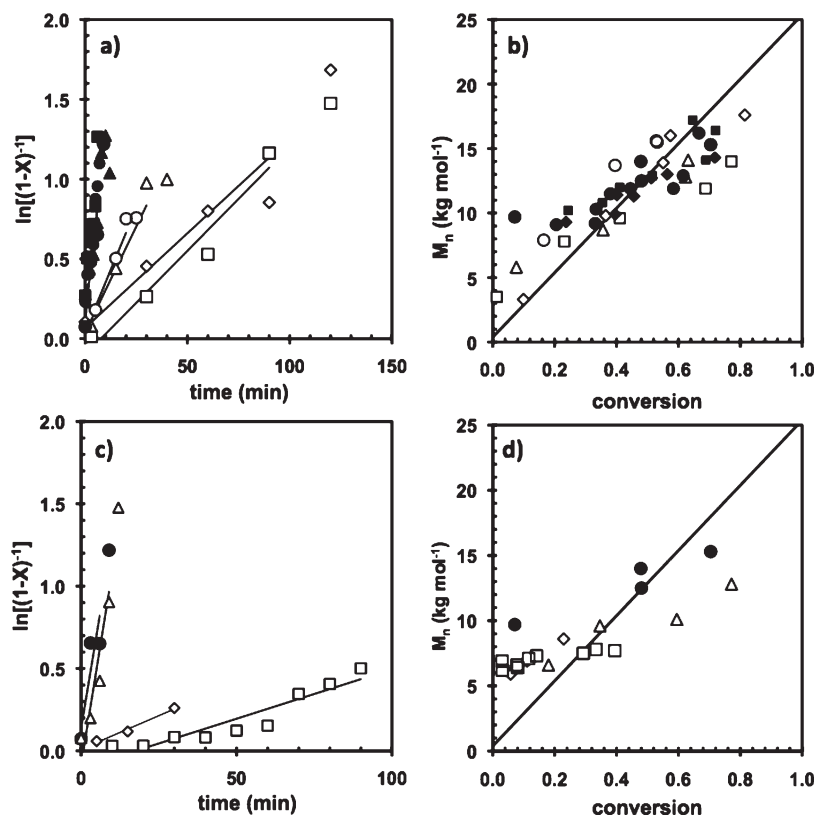 a)
ln[(1-X)⁻¹]
2.0
1.5
1.0
0.5
0.0
0 50 100 150
time (min)
b)
Mₙ (kg mol⁻¹)
25
20
15
10
5
0
0.0 0.2 0.4 0.6 0.8 1.0
conversion
c)
ln[(1-X)⁻¹]
2.0
1.5
1.0
0.5
0.0
0 50 100
time (min)
d)
Mₙ (kg mol⁻¹)
25
20
15
10
5
0
0.0 0.2 0.4 0.6 0.8 1.0
conversion